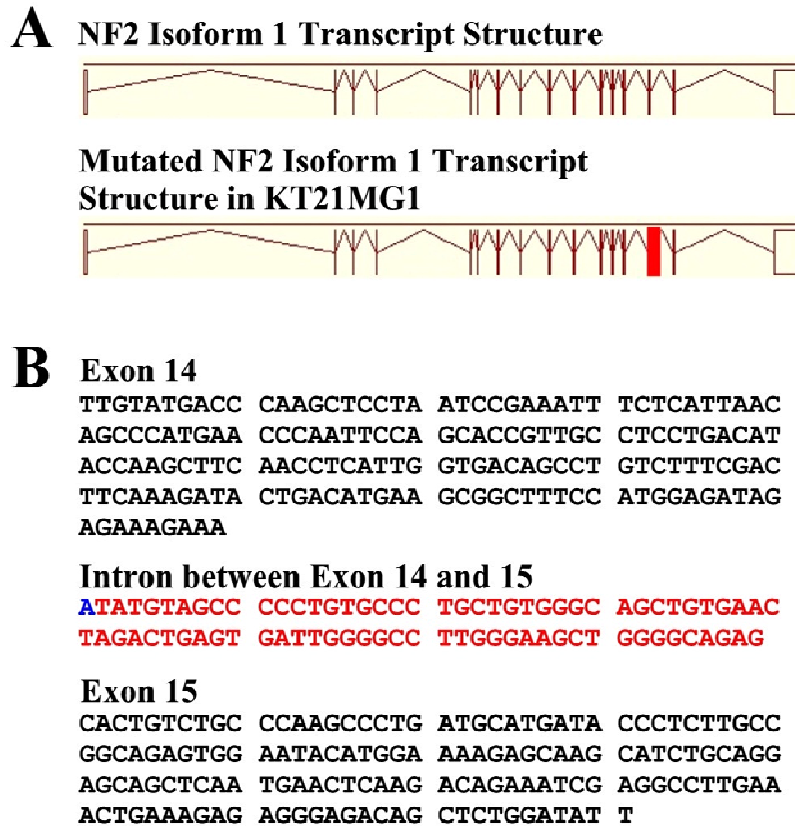 A NF2 Isoform 1 Transcript Structure
Mutated NF2 Isoform 1 Transcript
Structure in KT21MG1
B Exon 14
TTGTATGACC CAAGCTCCTA ATCCGAAATT TCTCATTAAC
AGCCCATGAA CCCAATTCCA GCACCGTTGC CTCCTGACAT
ACCAAGCTTC AACCTCATTG GTGACAGCCT GTCTTTCGAC
TTCAAAGATA CTGACATGAA GCGGCTTTCC ATGGAGATAG
AGAAAGAAA
Intron between Exon 14 and 15
ATATGTAGCC CCCTGTGCCC TGCTGTGGGC AGCTGTGAAC
TAGACTGAGT GATTGGGGCC TTGGGAAGCT GGGGCAGAG
Exon 15
CACTGTCTGC CCAAGCCCTG ATGCATGATA CCCTCTTGCC
GGCAGAGTGG AATACATGGA AAAGAGCAAG CATCTGCAGG
AGCAGCTCAA TGAACTCAAG ACAGAAATCG AGGCCTTGAA
ACTGAAAGAG AGGGAGACAG CTCTGGATAT T